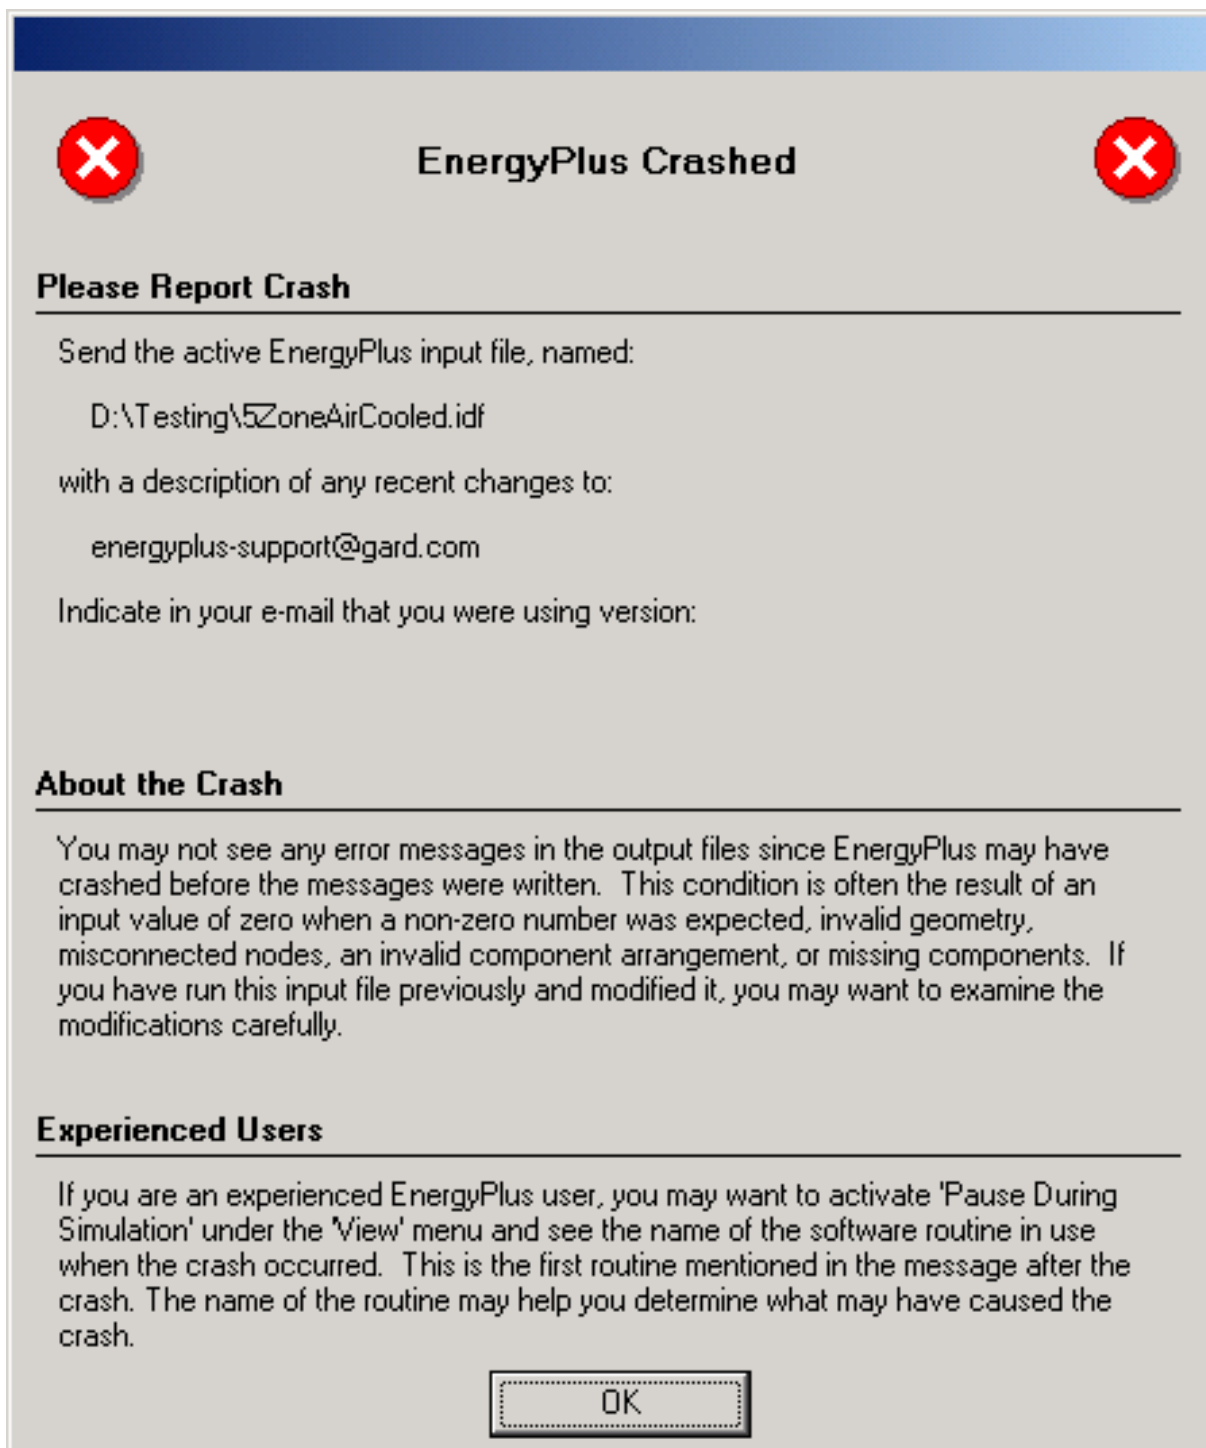 EnergyPlus Crashed
Please Report Crash
Send the active EnergyPlus input file, named:
D:\Testing\5ZoneAirCooled.idf
with a description of any recent changes to:
energyplus-support@gard.com
Indicate in your e-mail that you were using version:
About the Crash
You may not see any error messages in the output files since EnergyPlus may have
crashed before the messages were written.  This condition is often the result of an
input value of zero when a non-zero number was expected, invalid geometry,
misconnected nodes, an invalid component arrangement, or missing components.  If
you have run this input file previously and modified it, you may want to examine the
modifications carefully.
Experienced Users
If you are an experienced EnergyPlus user, you may want to activate 'Pause During
Simulation' under the 'View' menu and see the name of the software routine in use
when the crash occurred.  This is the first routine mentioned in the message after the
crash. The name of the routine may help you determine what may have caused the
crash.
OK